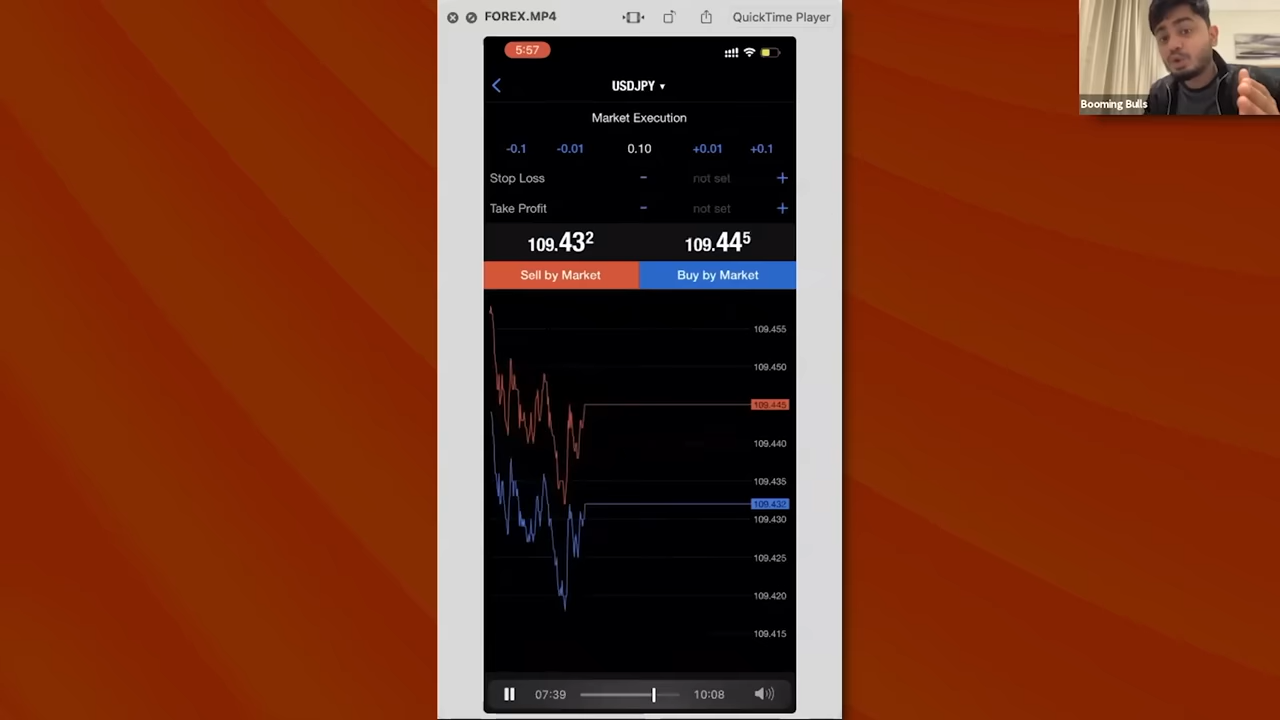 FOREX.MP4
QuickTime Player
5:57
USDJPY
Market Execution
-0.1 -0.01 0.10 +0.01 +0.1
Stop Loss - not set +
Take Profit - not set +
109.432 109.445
Sell by Market Buy by Market
109.455
109.450
109.445
109.440
109.435
109.432
109.430
109.425
109.420
109.415
07:39 10:08
Booming Bulls